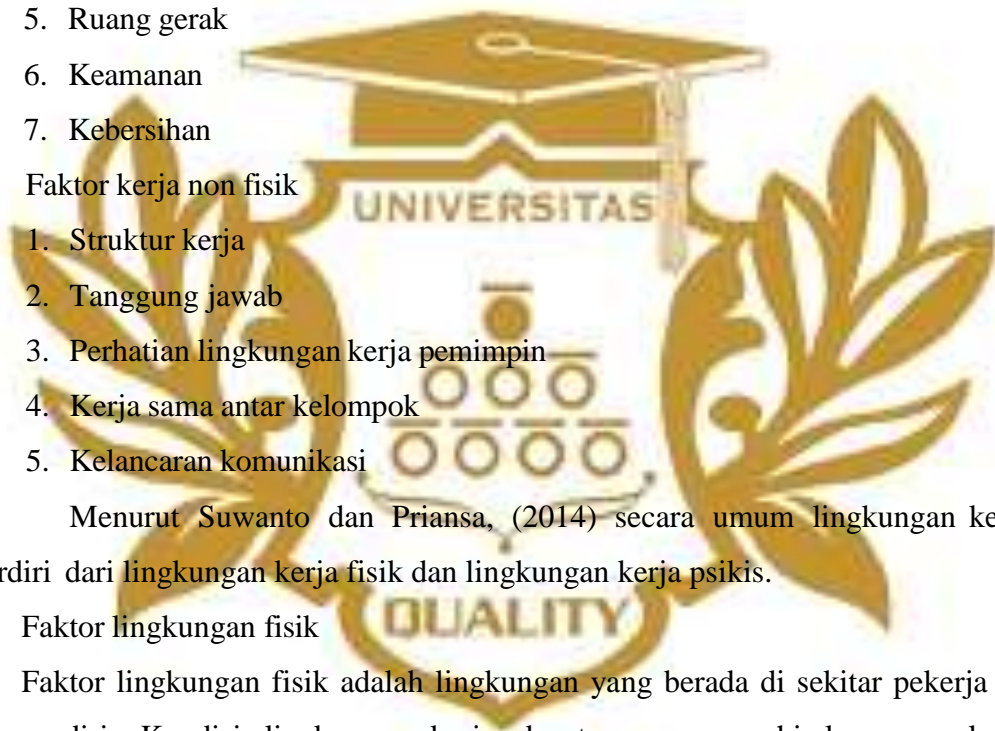 5. Ruang gerak
6. Keamanan
7. Kebersihan
Faktor kerja non fisik
UNIVERSITAS
1. Struktur kerja
2. Tanggung jawab
3. Perhatian lingkungan kerja pemimpin
4. Kerja sama antar kelompok
5. Kelancaran komunikasi
Menurut Suwanto dan Priansa, (2014) secara umum lingkungan ke
rdiri dari lingkungan kerja fisik dan lingkungan kerja psikis.
QUALITY
Faktor lingkungan fisik
Faktor lingkungan fisik adalah lingkungan yang berada di sekitar pekerja